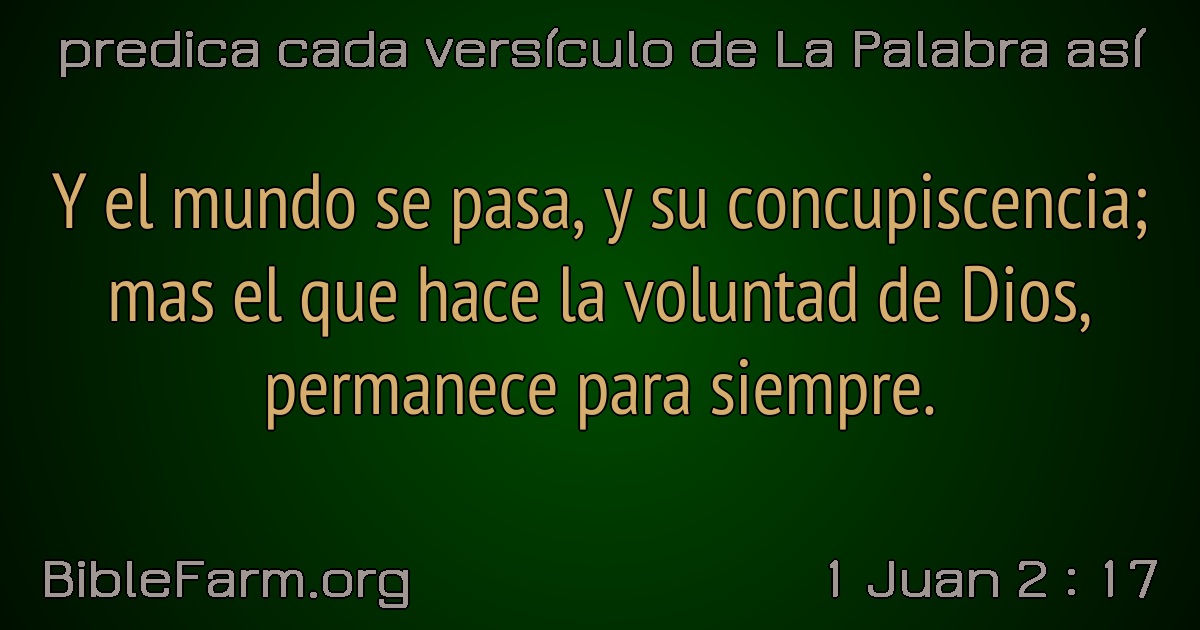 predica cada versículo de La Palabra así
Y el mundo se pasa, y su concupiscencia;
mas el que hace la voluntad de Dios,
permanece para siempre.
BibleFarm.org
1 Juan 2 : 17